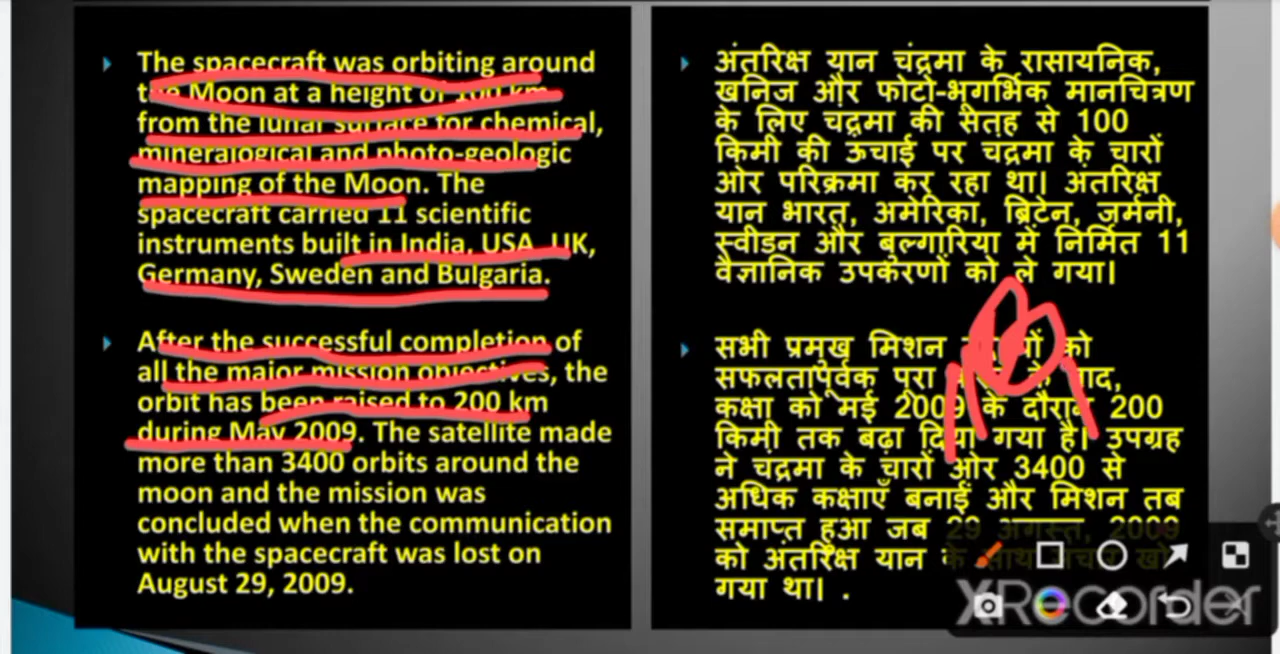 The spacecraft was orbiting around
the Moon at a height of 100 km
from the lunar surface for chemical,
mineralogical and photo-geologic
mapping of the Moon. The
spacecraft carried 11 scientific
instruments built in India, USA, UK,
Germany, Sweden and Bulgaria.
After the successful completion of
all the major mission objectives, the
orbit has been raised to 200 km
during May 2009. The satellite made
more than 3400 orbits around the
moon and the mission was
concluded when the communication
with the spacecraft was lost on
August 29, 2009.
अंतरिक्ष यान चंद्रमा के रासायनिक,
खनिज और फोटो-भूगर्भिक मानचित्रण
के लिए चंद्रमा की सतह से 100
किमी की ऊंचाई पर चंद्रमा के चारों
ओर परिक्रमा कर रहा था। अंतरिक्ष
यान भारत, अमेरिका, ब्रिटेन, जर्मनी,
स्वीडन और बुल्गारिया में निर्मित 11
वैज्ञानिक उपकरणों को ले गया।
सभी प्रमुख मिशन को
सफलतापूर्वक पूरा के बाद,
कक्षा को मई 2009 के दौरान 200
किमी तक बढ़ा दिया गया है। उपग्रह
ने चंद्रमा के चारों ओर 3400 से
अधिक कक्षाएँ बनाईं और मिशन तब
समाप्त हुआ जब 29 अगस्त, 2009
को अंतरिक्ष यान के साथ
गया था। .
XRecorder